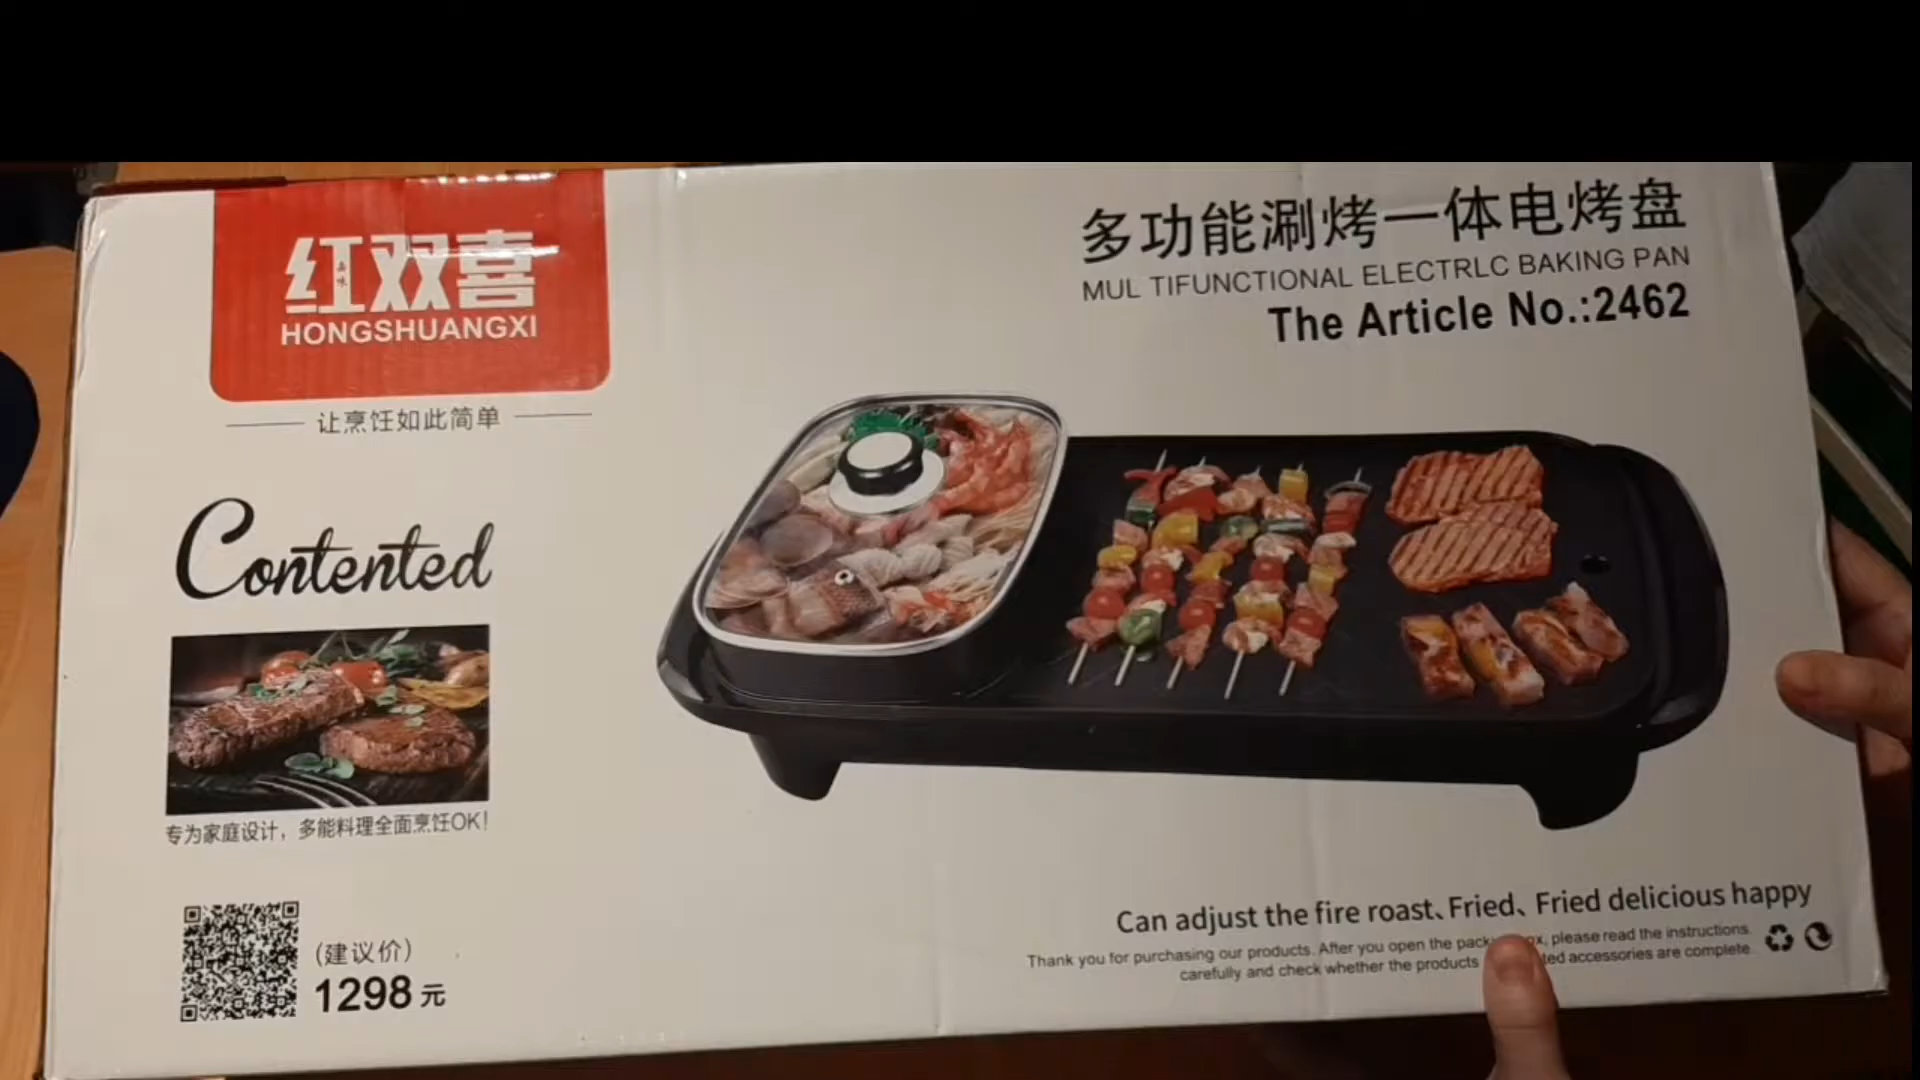 红双喜
HONGSHUANGXI
让烹饪如此简单
多功能涮烤一体电烤盘
MUL TIFUNCTIONAL ELECTRLC BAKING PAN
The Article No.:2462
Contented
专为家庭设计，多能料理全面烹饪OK！
(建议价)
1298元
Can adjust the fire roast、Fried、Fried delicious happy
Thank you for purchasing our products. After you open the please read the instructions
carefully and check whether the products accessories are complete.